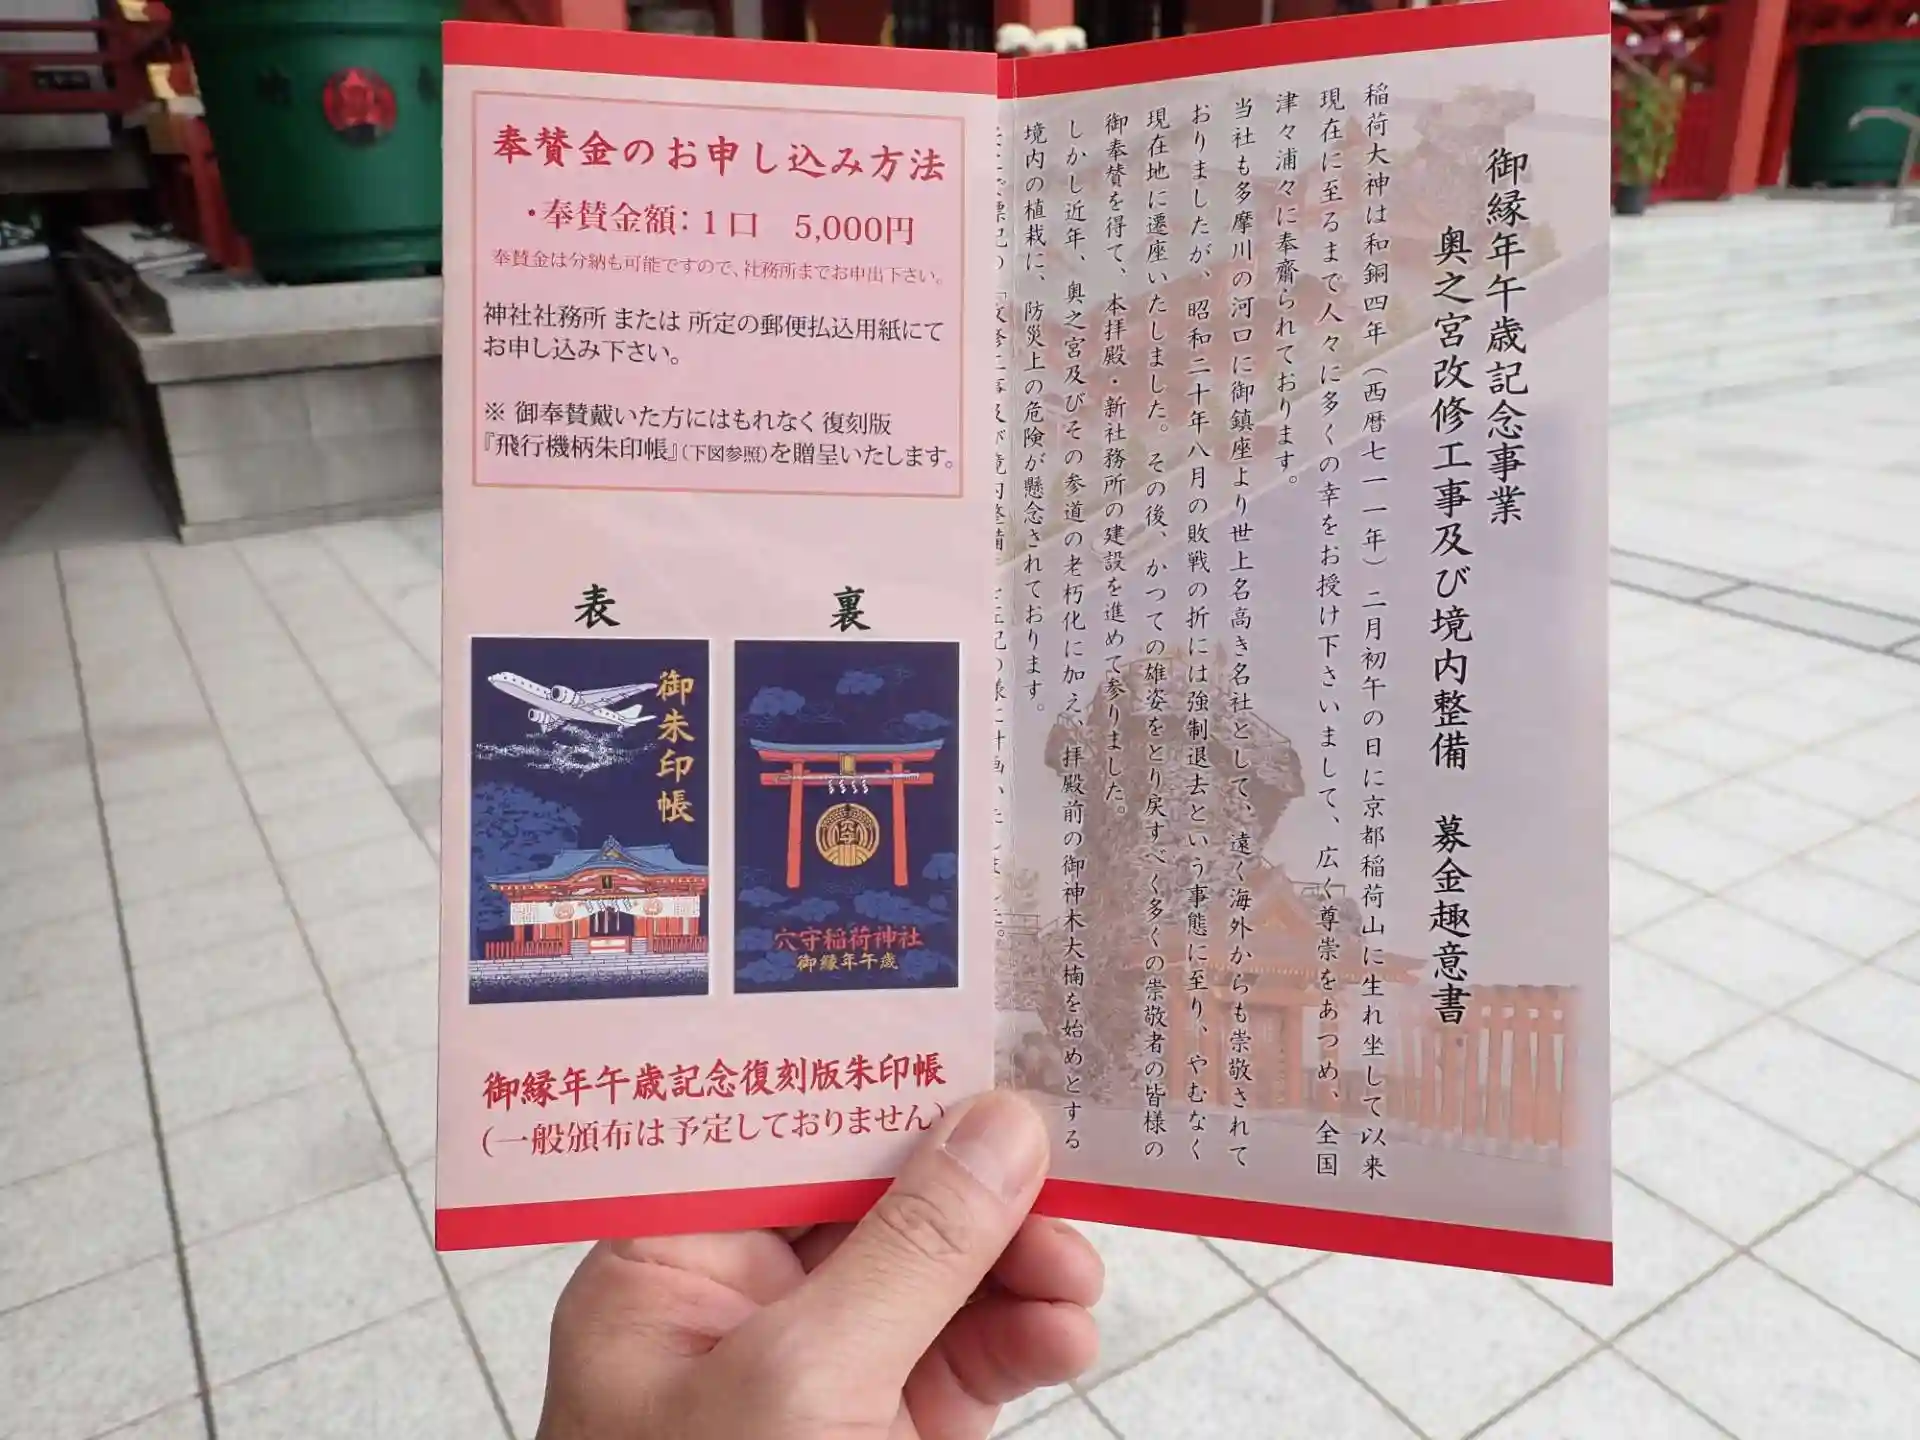 奉賛金のお申し込み方法
・奉賛金額：1口　5,000円
奉賛金は分納も可能ですので、社務所までお申出下さい。
神社社務所 または 所定の郵便払込用紙にて
お申し込み下さい。
※ 御奉賛戴いた方にはもれなく 復刻版
『飛行機柄朱印帳』（下図参照）を贈呈いたします。
表
裏
御朱印帳
穴守稲荷神社
御縁年午歳
御縁年午歳記念復刻版朱印帳
（一般頒布は予定しておりません）
御縁年午歳記念事業
奥之宮改修工事及び境内整備　募金趣意書
稲荷大神は和銅四年（西暦七一一年）二月初午の日に京都稲荷山に生れ坐して以来
現在に至るまで人々に多くの幸をお授け下さいまして、広く尊崇をあつめ、全国
津々浦々に奉齋られております。
当社も多摩川の河口に御鎮座より世上名高き名社として、遠く海外からも崇敬されて
おりましたが、昭和二十年八月の敗戦の折には強制退去という事態に至り、やむなく
現在地に遷座いたしました。その後、かつての雄姿をとり戻すべく多くの崇敬者の皆様の
御奉賛を得て、本拝殿・新社務所の建設を進めて参りました。
しかし近年、奥之宮及びその参道の老朽化に加え、拝殿前の御神木大楠を始めとする
境内の植栽に、防災上の危険が懸念されております。